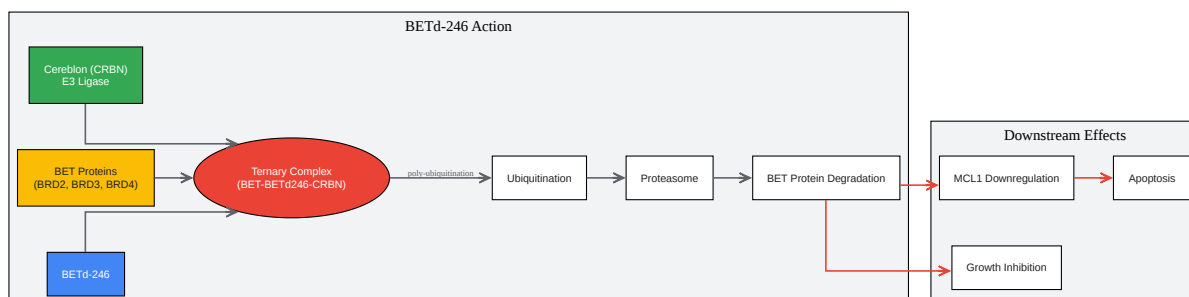 BETd-246 Action
Cereblon (CRBN)
E3 Ligase
BET Proteins
(BRD2, BRD3, BRD4)
BETd-246
Ternary Complex
(BET-BETd246-CRBN)
poly-ubiquitination
Ubiquitination
Proteasome
BET Protein Degradation
Downstream Effects
MCL1 Downregulation
Apoptosis
Growth Inhibition